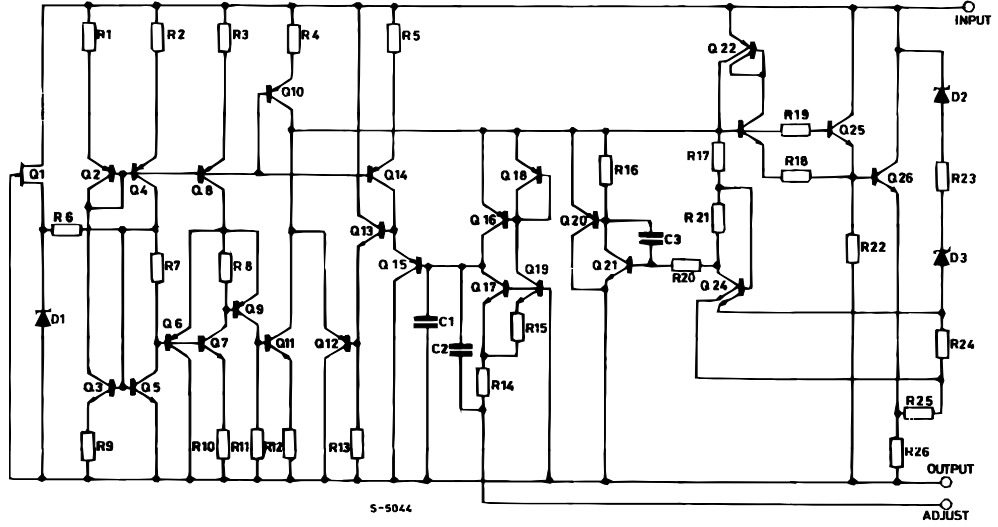 INPUT
R1 R2 R3 R4 R5
Q22
Q10
D2
R19
Q25
R17 R18
Q1 Q2 Q4 Q8 Q14 Q18 R16 Q26 R23
R6 Q16 Q20 R21
Q13 C3 R22
R7 R8 Q15 Q21 R20 D3
Q19
Q17 Q24
Q9
D1 Q6 C1 R15
Q7 Q11 Q12 C2 R24
Q3 Q5 R14
R25
R9 R10 R11 R12 R13 R26
OUTPUT
S-5044
ADJUST